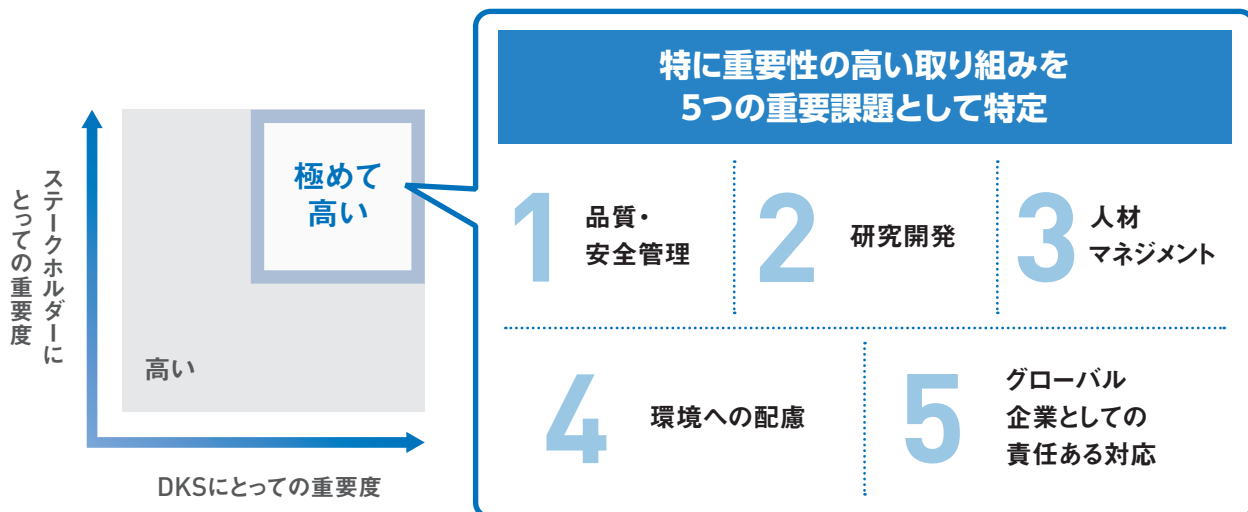 ステークホルダーに
とっての重要度
極めて
高い
高い
DKSにとっての重要度
特に重要性の高い取り組みを
5つの重要課題として特定
1
品質・
安全管理
2
研究開発
3
人材
マネジメント
4
環境への配慮
5
グローバル
企業としての
責任ある対応